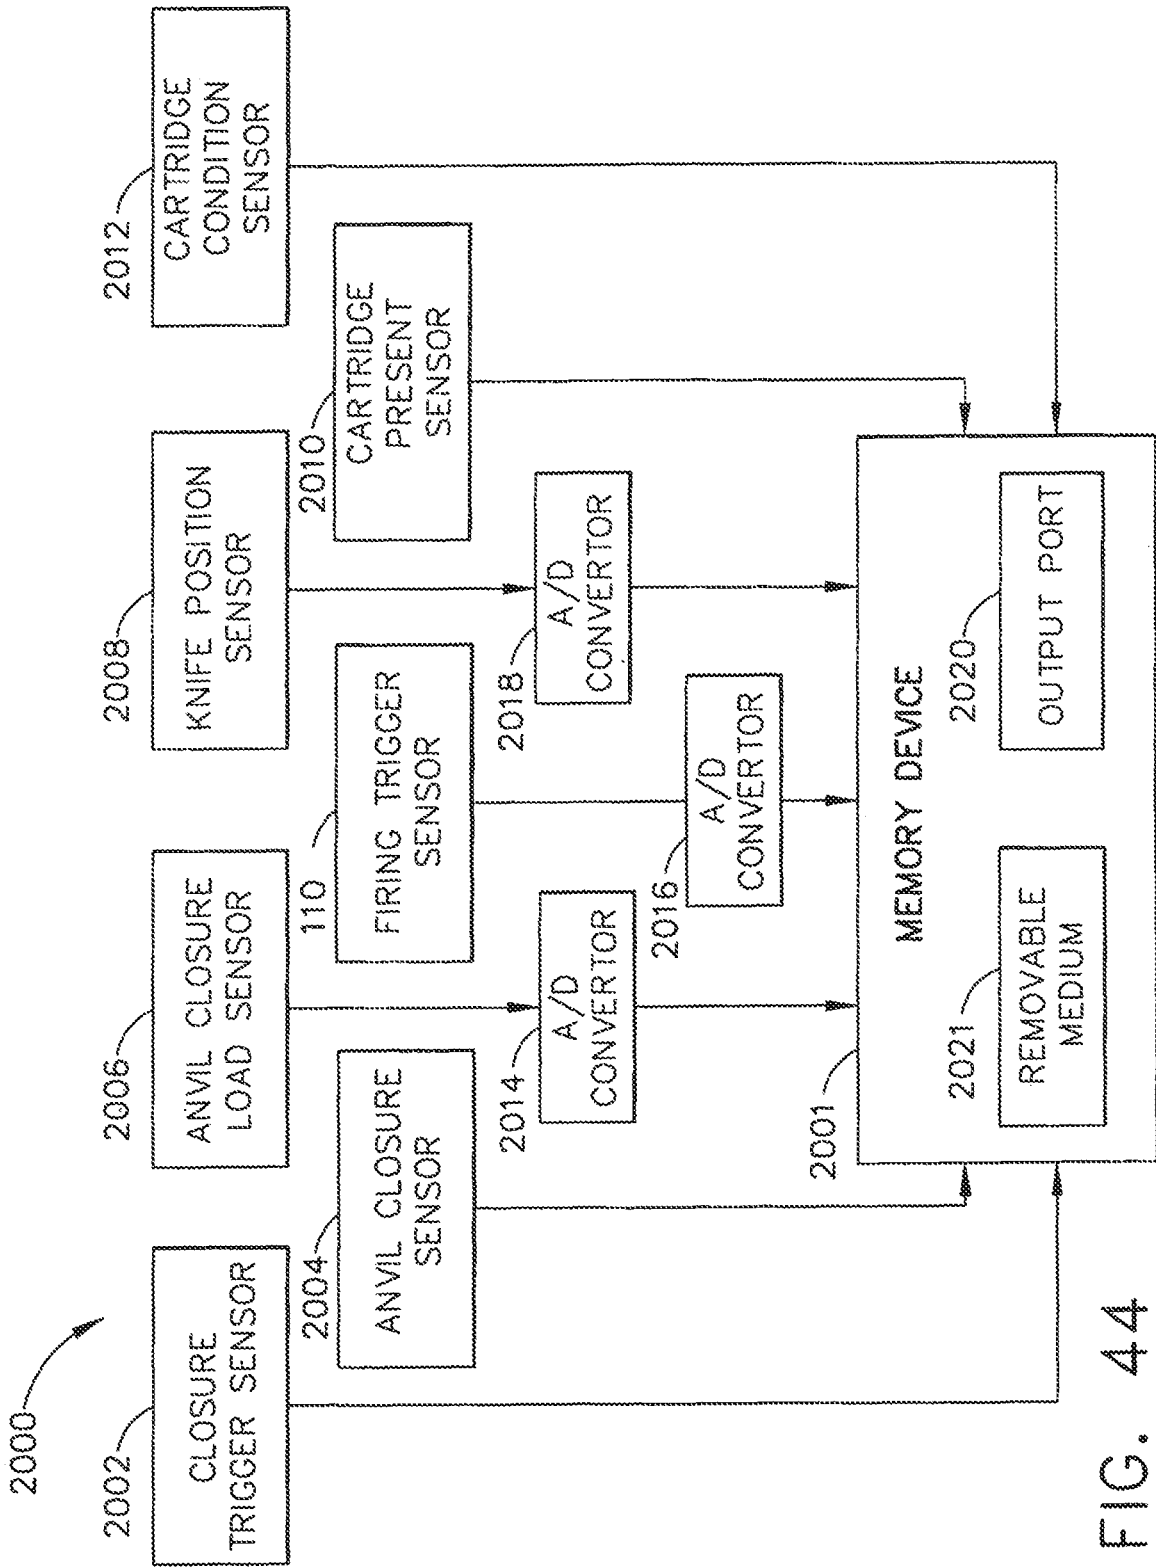 2000
2002
CLOSURE
TRIGGER SENSOR
2006
ANVIL CLOSURE
LOAD SENSOR
2008
KNIFE POSITION
SENSOR
2012
CARTRIDGE
CONDITION
SENSOR
2004
ANVIL CLOSURE
SENSOR
110
FIRING TRIGGER
SENSOR
2010
CARTRIDGE
PRESENT
SENSOR
2014
A/D
CONVERTOR
2018
A/D
CONVERTOR
2016
A/D
CONVERTOR
2001
MEMORY DEVICE
2021
REMOVABLE
MEDIUM
2020
OUTPUT PORT
FIG. 44